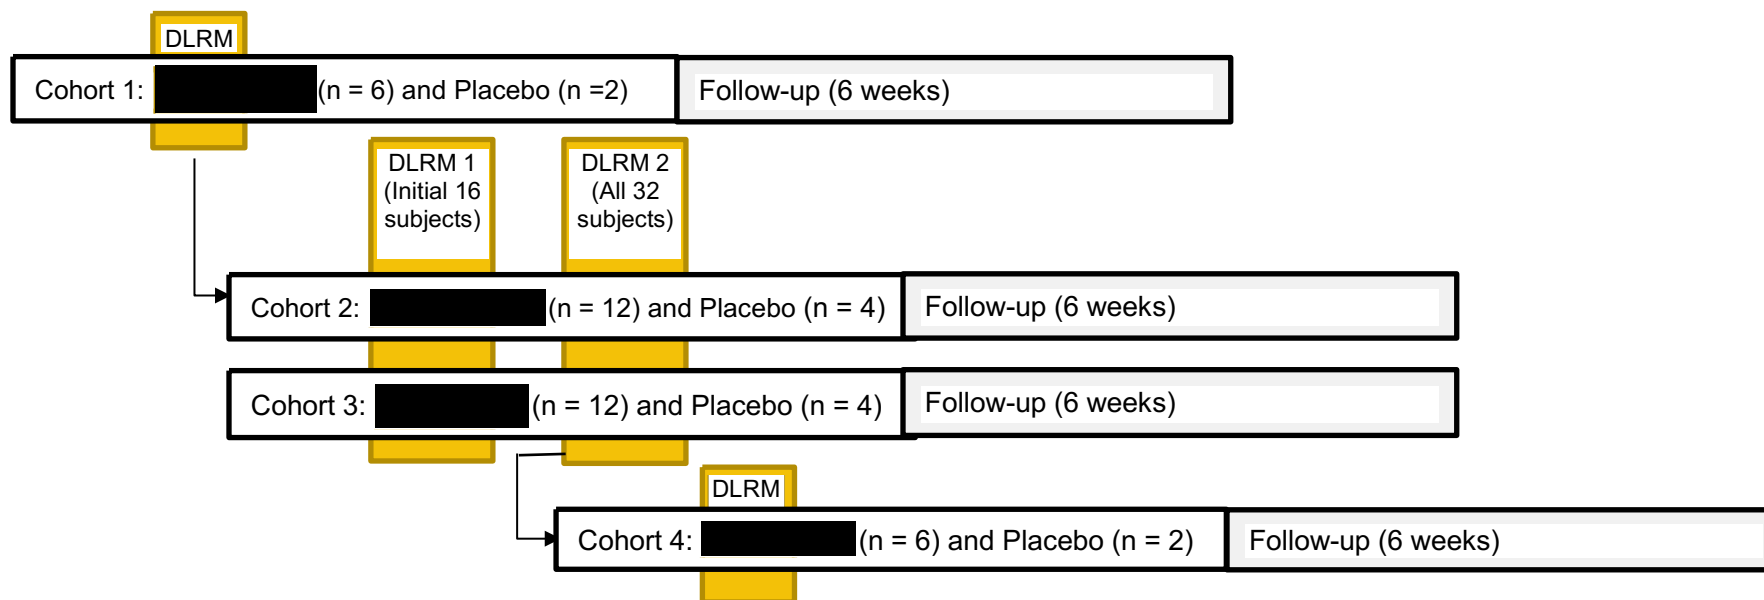 DLRM
Cohort 1: (n = 6) and Placebo (n =2)
Follow-up (6 weeks)
DLRM 1
(Initial 16
subjects)
DLRM 2
(All 32
subjects)
Cohort 2: (n = 12) and Placebo (n = 4)
Follow-up (6 weeks)
Cohort 3: (n = 12) and Placebo (n = 4)
Follow-up (6 weeks)
DLRM
Cohort 4: (n = 6) and Placebo (n = 2)
Follow-up (6 weeks)